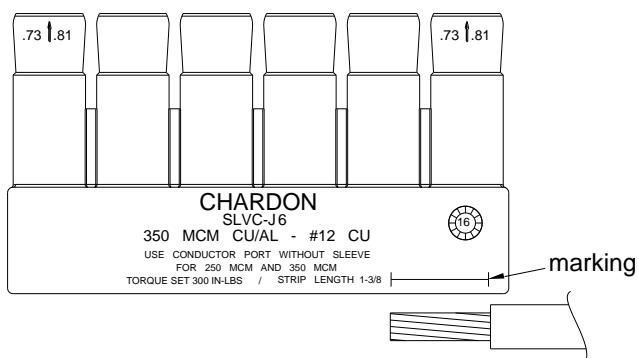 .73 .81
.73 .81
CHARDON
SLVC-J6
350 MCM CU/AL - #12 CU
16
USE CONDUCTOR PORT WITHOUT SLEEVE
FOR 250 MCM AND 350 MCM
TORQUE SET 300 IN-LBS / STRIP LENGTH 1-3/8
marking